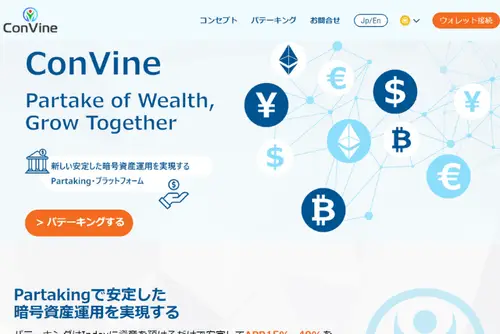 ConVine
コンセプト
パテーキング
お問合せ
Jp/En
ウォレット接続
ConVine
Partake of Wealth,
Grow Together
新しい安定した暗号資産運用を実現する
Partaking・プラットフォーム
> パテーキングする
Partakingで安定した
暗号資産運用を実現する